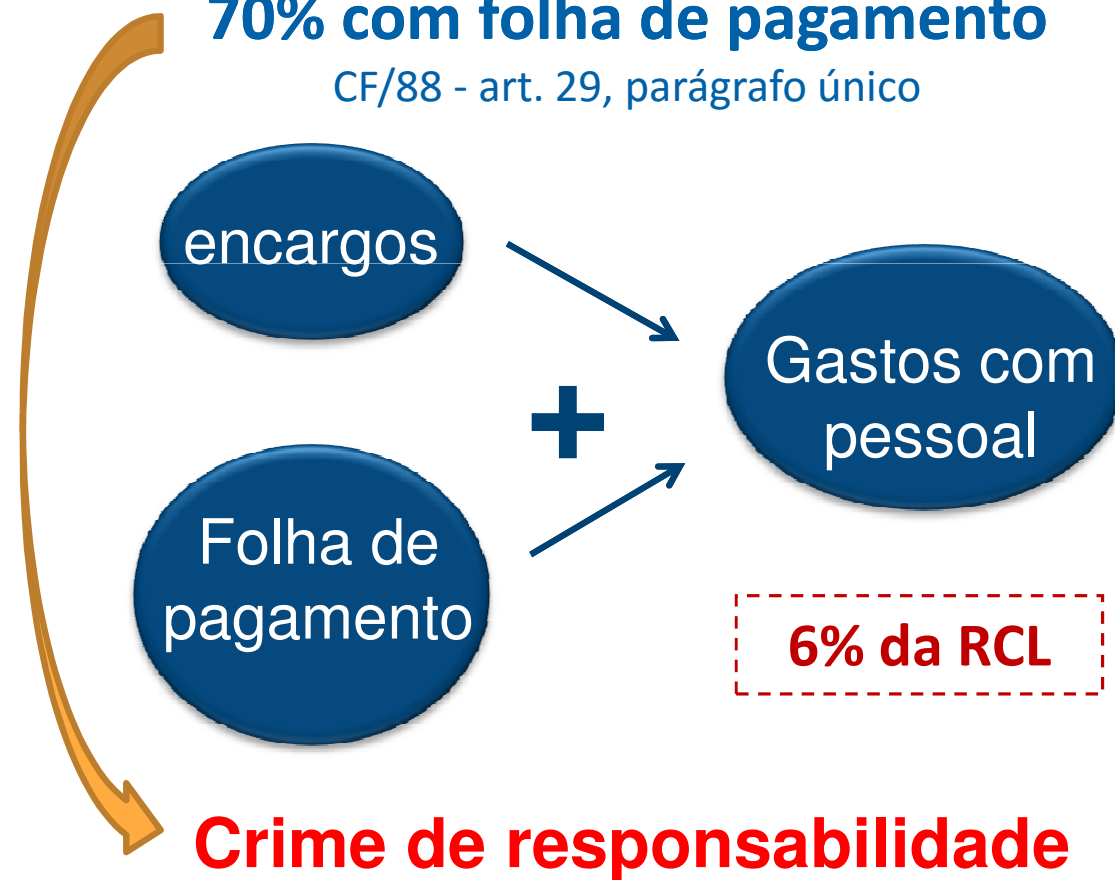 70% com folha de pagamento
CF/88 - art. 29, parágrafo único
encargos
+
Gastos com
pessoal
Folha de
pagamento
6% da RCL
Crime de responsabilidade